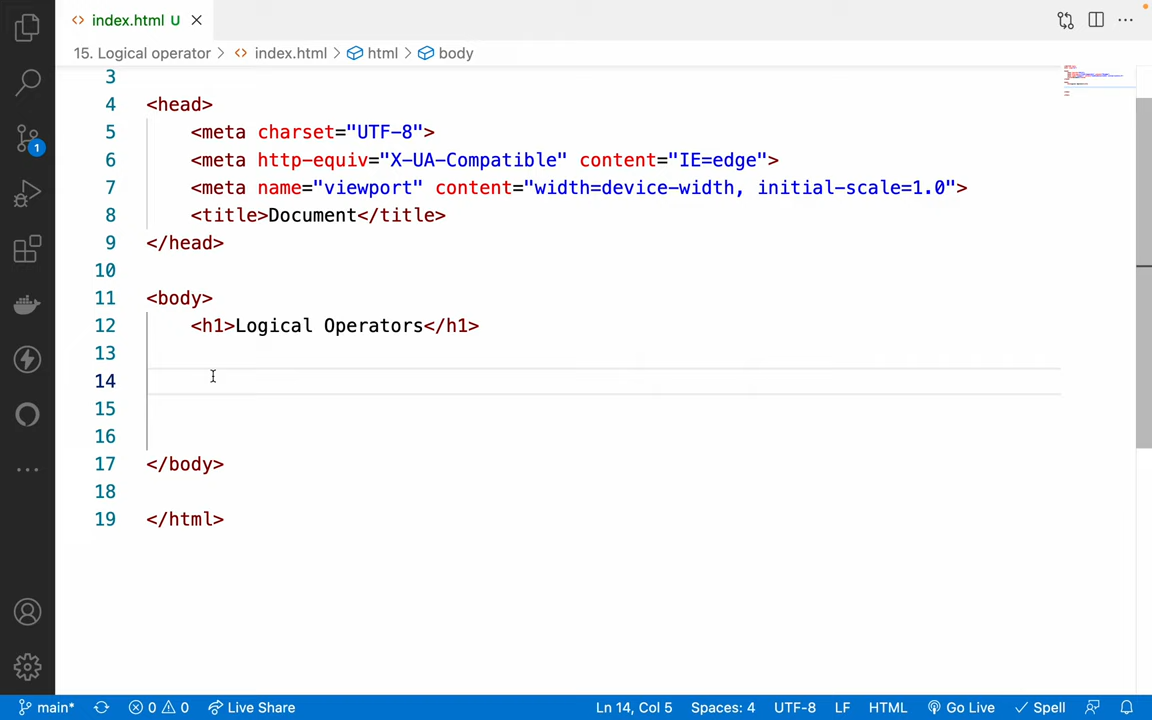 index.html U
15. Logical operator > index.html > html > body
3
4 <head>
5 <meta charset="UTF-8">
6 <meta http-equiv="X-UA-Compatible" content="IE=edge">
7 <meta name="viewport" content="width=device-width, initial-scale=1.0">
8 <title>Document</title>
9 </head>
10
11 <body>
12 <h1>Logical Operators</h1>
13
14
15
16
17 </body>
18
19 </html>
1
main* 0 0 Live Share Ln 14, Col 5 Spaces: 4 UTF-8 LF HTML Go Live Spell